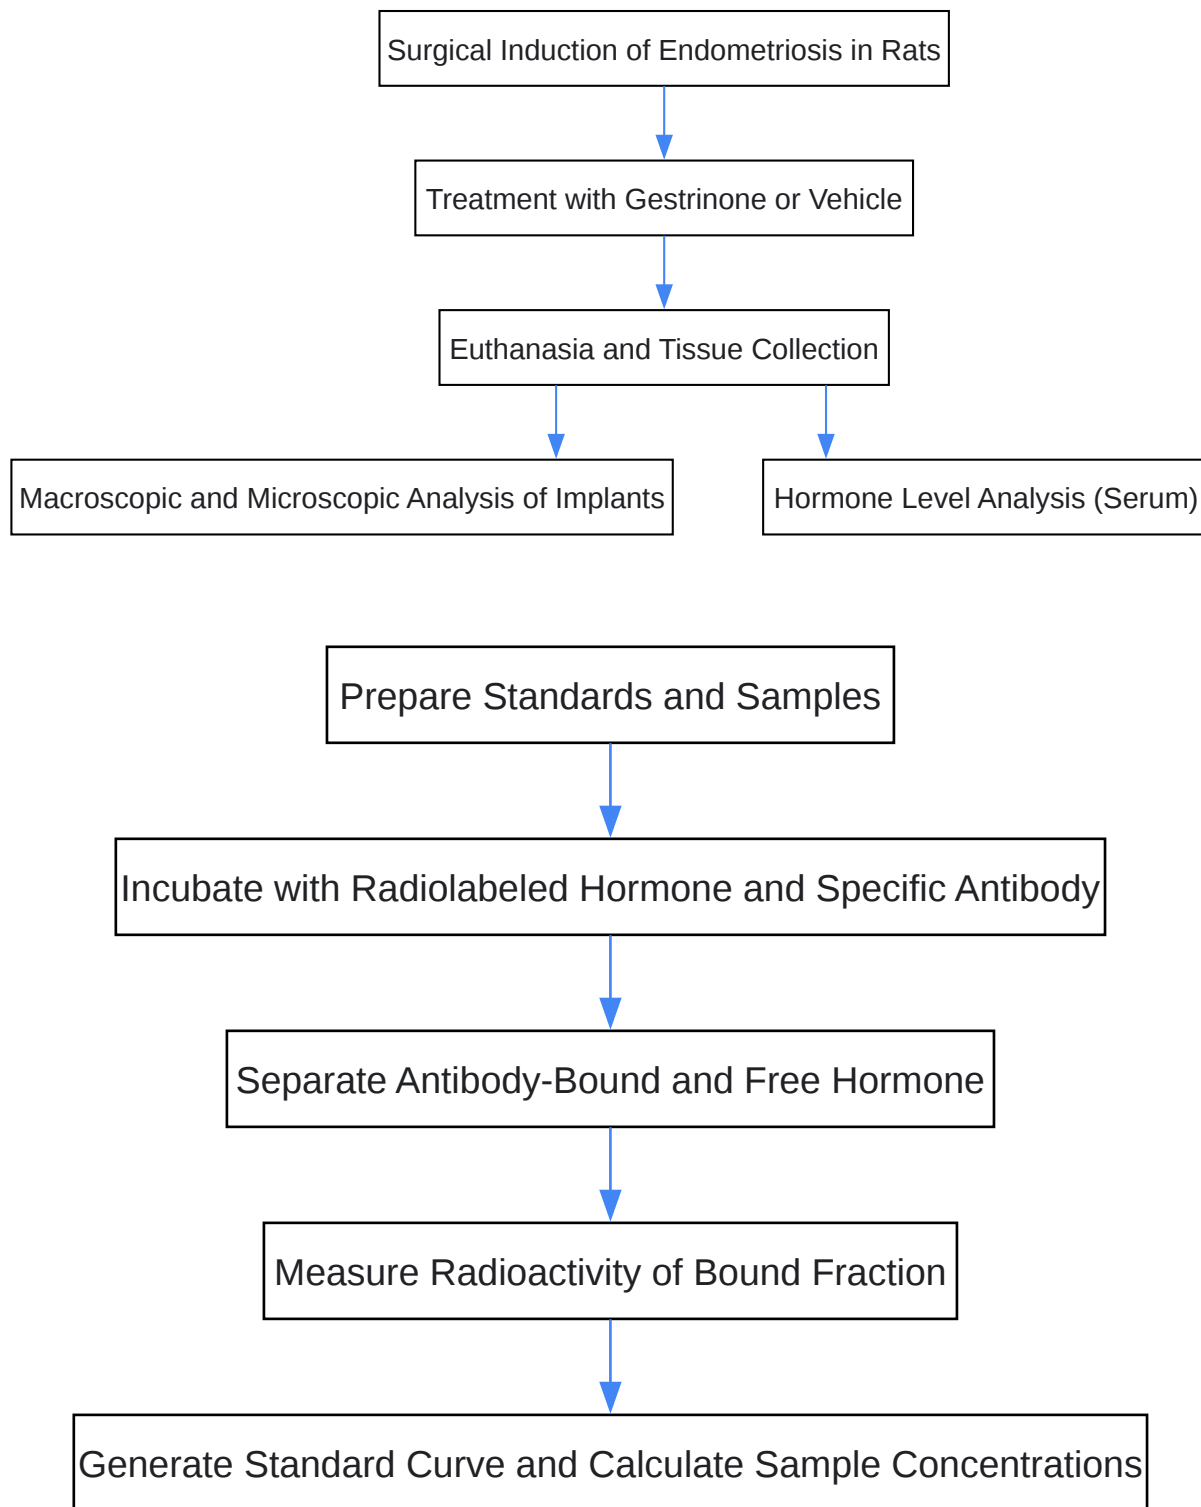 Surgical Induction of Endometriosis in Rats
Treatment with Gestrinone or Vehicle
Euthanasia and Tissue Collection
Macroscopic and Microscopic Analysis of Implants
Hormone Level Analysis (Serum)
Prepare Standards and Samples
Incubate with Radiolabeled Hormone and Specific Antibody
Separate Antibody-Bound and Free Hormone
Measure Radioactivity of Bound Fraction
Generate Standard Curve and Calculate Sample Concentrations